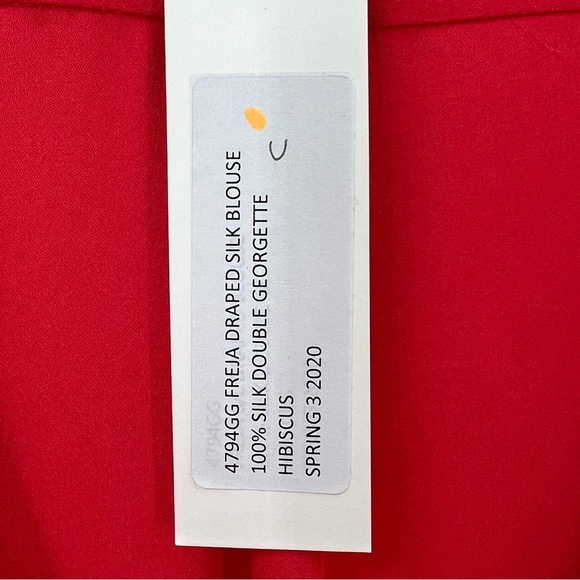 4794GG FREJA DRAPED SILK BLOUSE
100% SILK DOUBLE GEORGETTE
HIBISCUS
SPRING 3 2020
C
4794GG